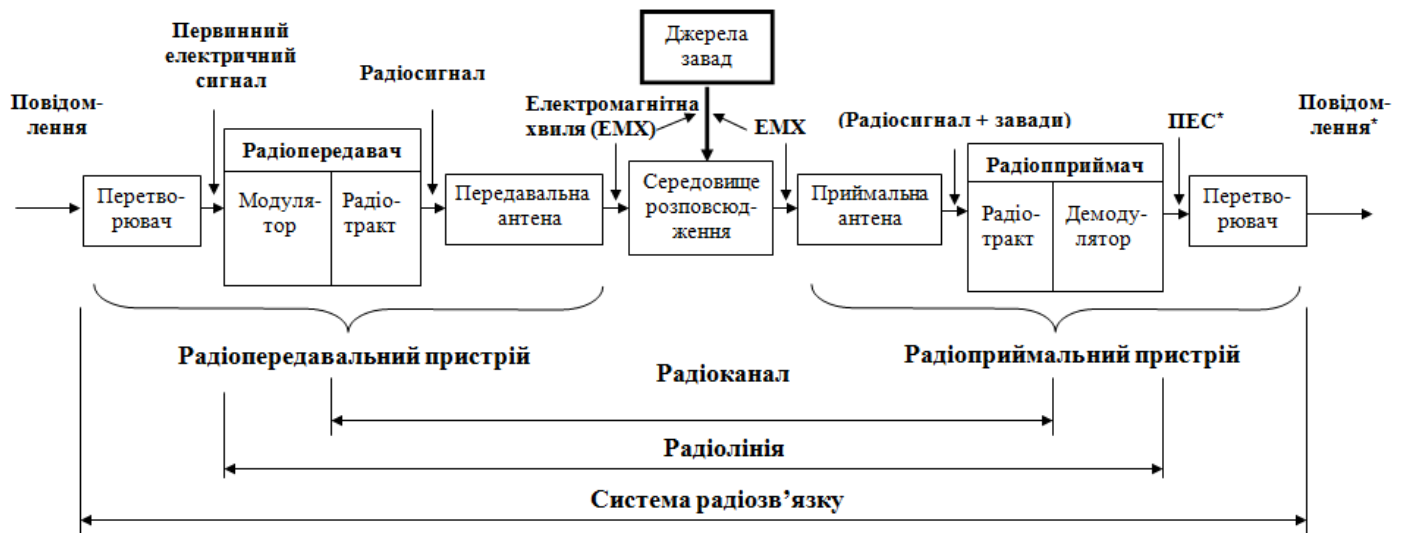 Джерела
завад
Первинний
електричний
сигнал
Радіосигнал
Повідом-
лення
Електромагнітна
хвиля (ЕМХ)
ЕМХ
(Радіосигнал + завади)
ПЕС*
Повідом-
лення*
Радіопередавач
Радіопприймач
Перетво-
рювач
Модуля-
тор
Радіо-
тракт
Передавальна
антена
Середовище
розповсюд-
ження
Приймальна
антена
Радіо-
тракт
Демоду-
лятор
Перетво-
рювач
Радіопередавальний пристрій
Радіоприймальний пристрій
Радіоканал
Радіолінія
Система радіозв’язку